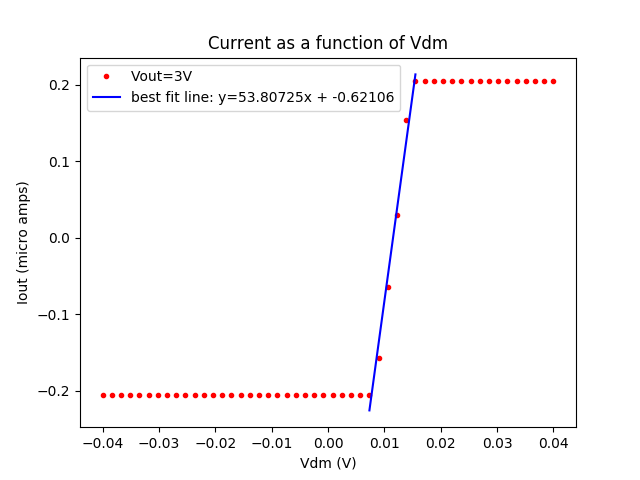 Current as a function of Vdm
Vout=3V
best fit line: y=53.80725x + -0.62106
0.2
0.1
0.0
−0.1
−0.2
Iout (micro amps)
−0.04 −0.03 −0.02 −0.01 0.00 0.01 0.02 0.03 0.04
Vdm (V)